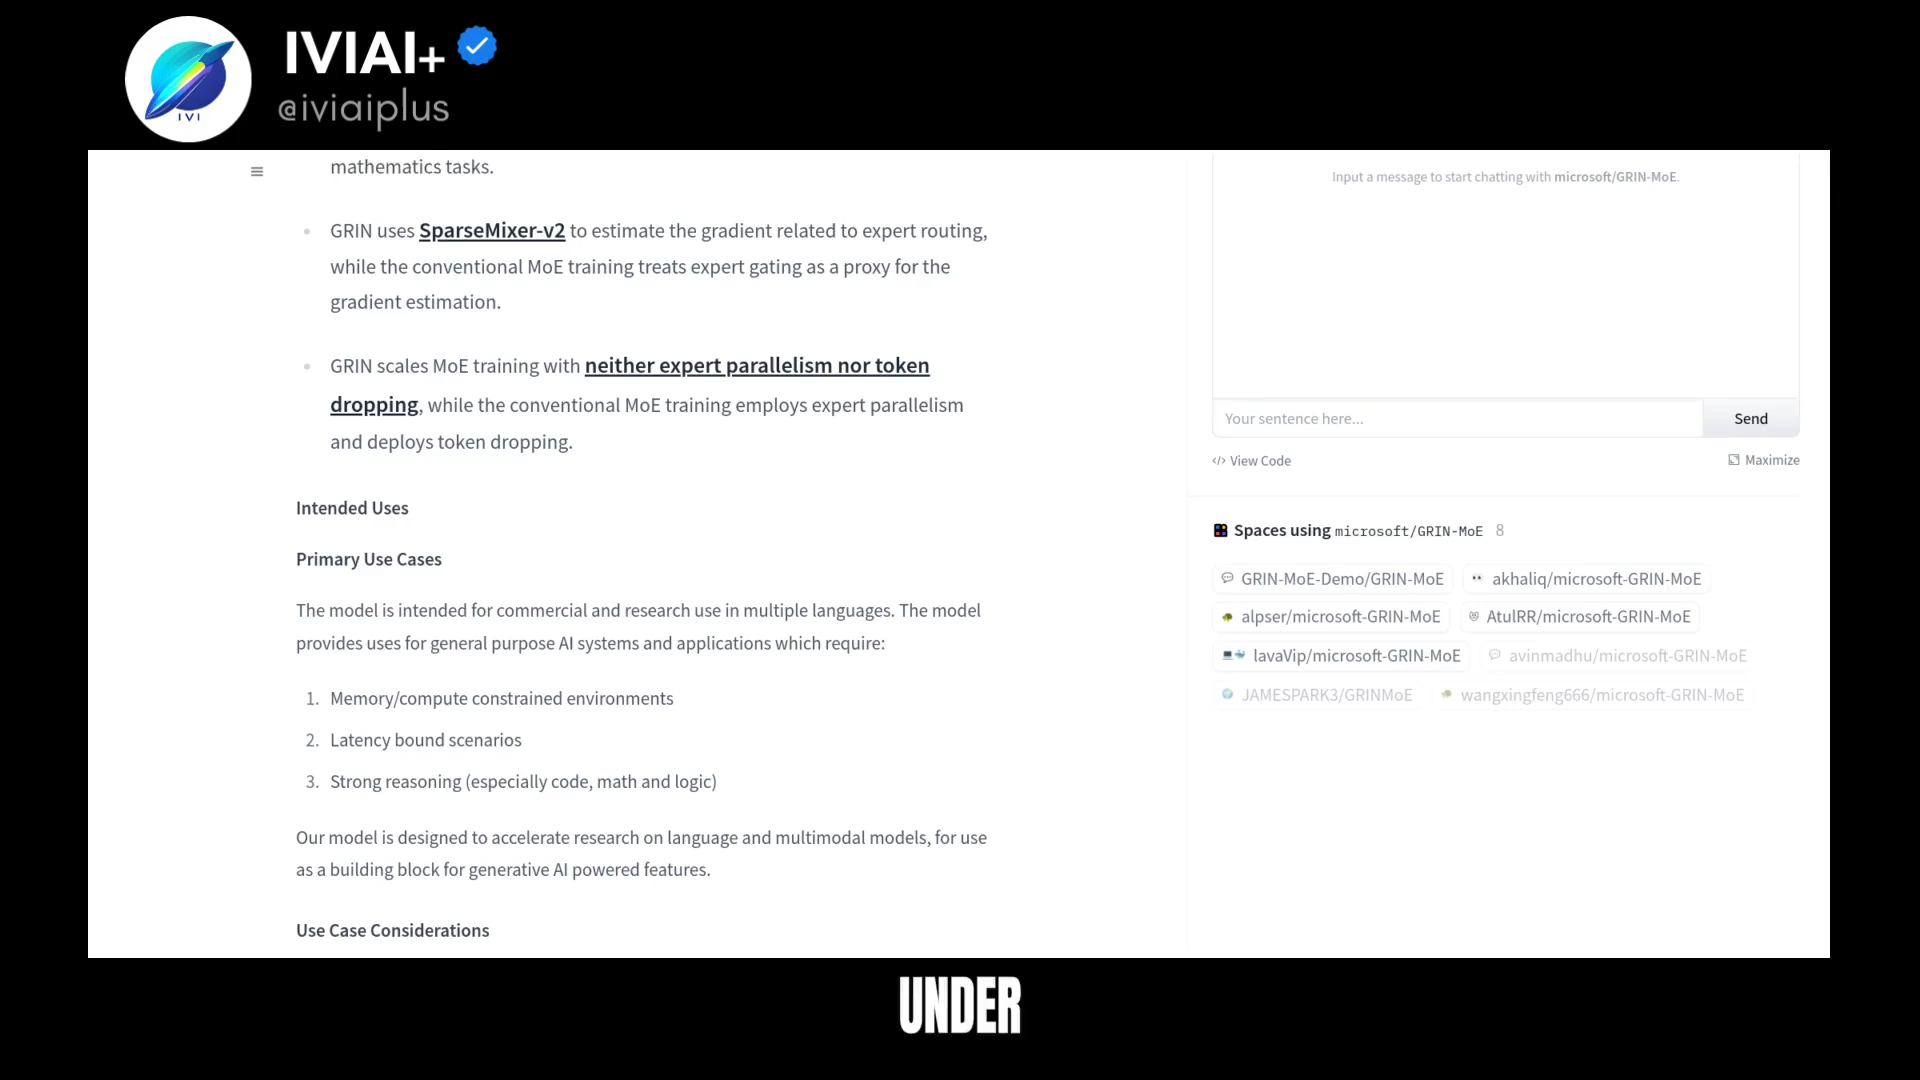 IVIAI+
@iviaiplus
IVI
mathematics tasks.
GRIN uses SparseMixer-v2 to estimate the gradient related to expert routing,
while the conventional MoE training treats expert gating as a proxy for the
gradient estimation.
GRIN scales MoE training with neither expert parallelism nor token
dropping, while the conventional MoE training employs expert parallelism
and deploys token dropping.
Intended Uses
Primary Use Cases
The model is intended for commercial and research use in multiple languages. The model
provides uses for general purpose AI systems and applications which require:
1. Memory/compute constrained environments
2. Latency bound scenarios
3. Strong reasoning (especially code, math and logic)
Our model is designed to accelerate research on language and multimodal models, for use
as a building block for generative AI powered features.
Use Case Considerations
Input a message to start chatting with microsoft/GRIN-MoE.
Your sentence here...
Send
</> View Code
Maximize
Spaces using microsoft/GRIN-MoE 8
GRIN-MoE-Demo/GRIN-MoE
akhaliq/microsoft-GRIN-MoE
alpser/microsoft-GRIN-MoE
AtulRR/microsoft-GRIN-MoE
lavaVip/microsoft-GRIN-MoE
avinmadhu/microsoft-GRIN-MoE
JAMESPARK3/GRINMoE
wangxingfeng666/microsoft-GRIN-MoE
UNDER